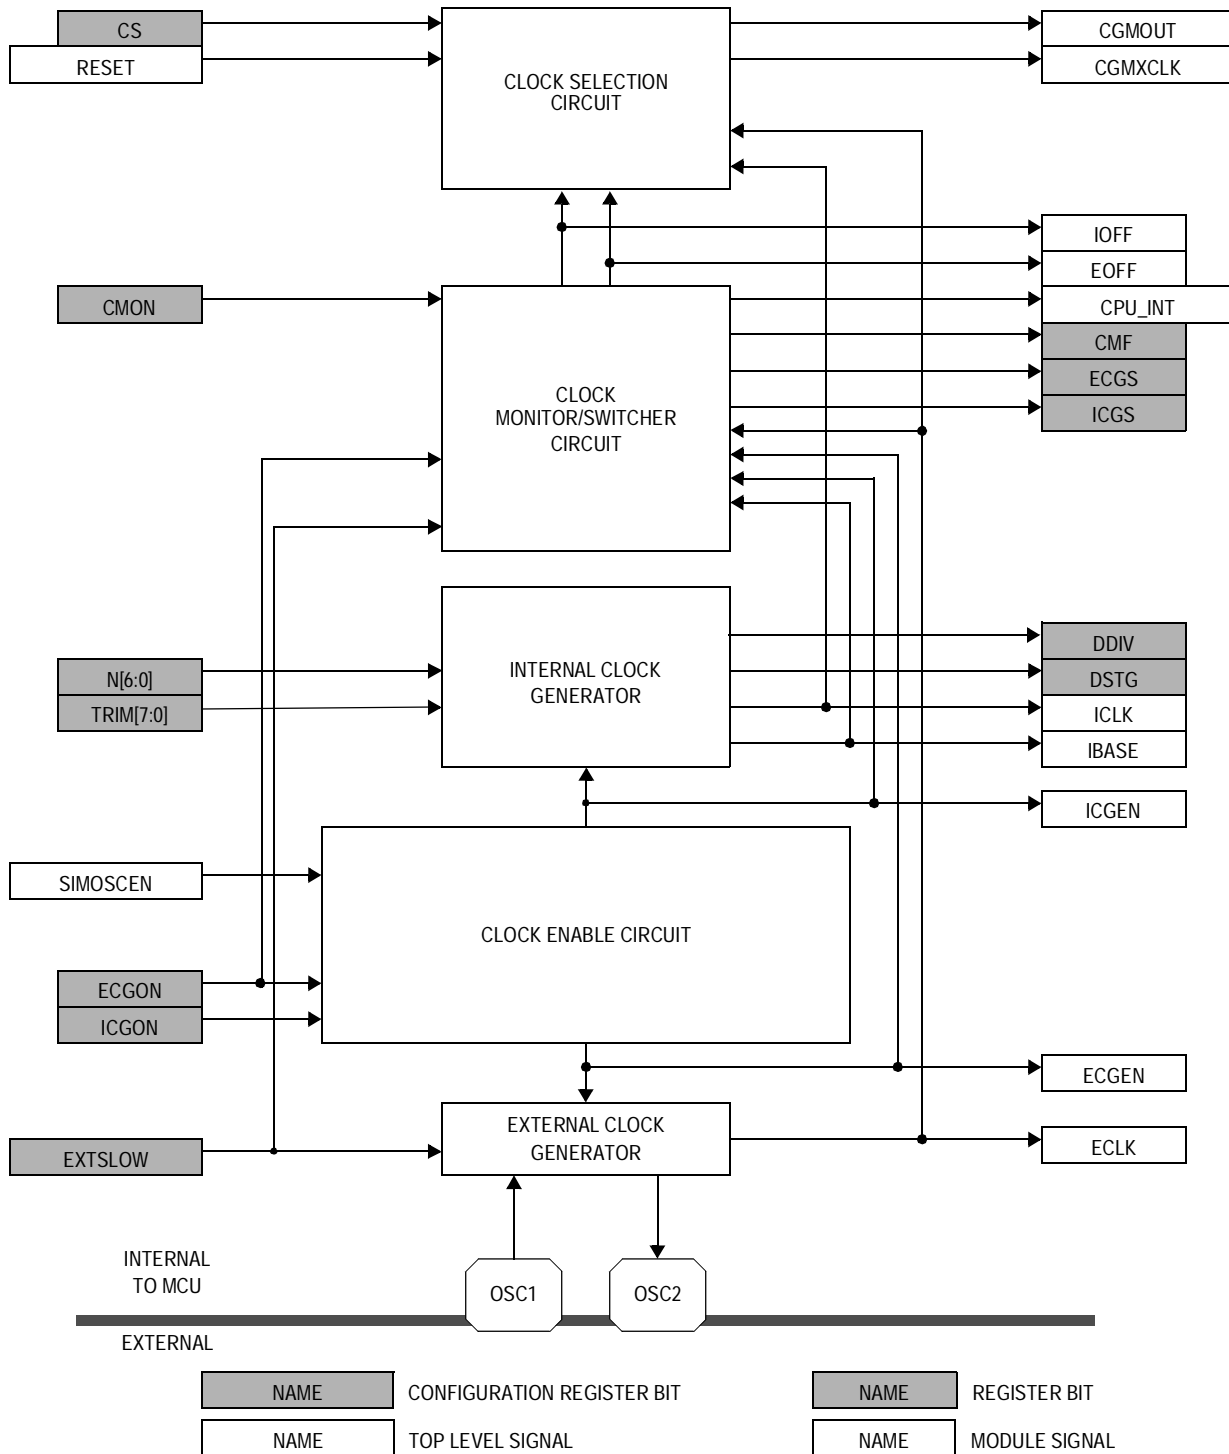 CS
RESET
CLOCK SELECTION
CIRCUIT
CGMOUT
CGMXCLK
IOFF
EOFF
CMON
CLOCK
MONITOR/SWITCHER
CIRCUIT
CPU_INT
CMF
ECGS
ICGS
N[6:0]
TRIM[7:0]
INTERNAL CLOCK
GENERATOR
DDIV
DSTG
ICLK
IBASE
ICGEN
SIMOSCEN
CLOCK ENABLE CIRCUIT
ECGON
ICGON
ECGEN
EXTSLOW
EXTERNAL CLOCK
GENERATOR
ECLK
INTERNAL
TO MCU
OSC1
OSC2
EXTERNAL
NAME CONFIGURATION REGISTER BIT
NAME REGISTER BIT
NAME TOP LEVEL SIGNAL
NAME MODULE SIGNAL